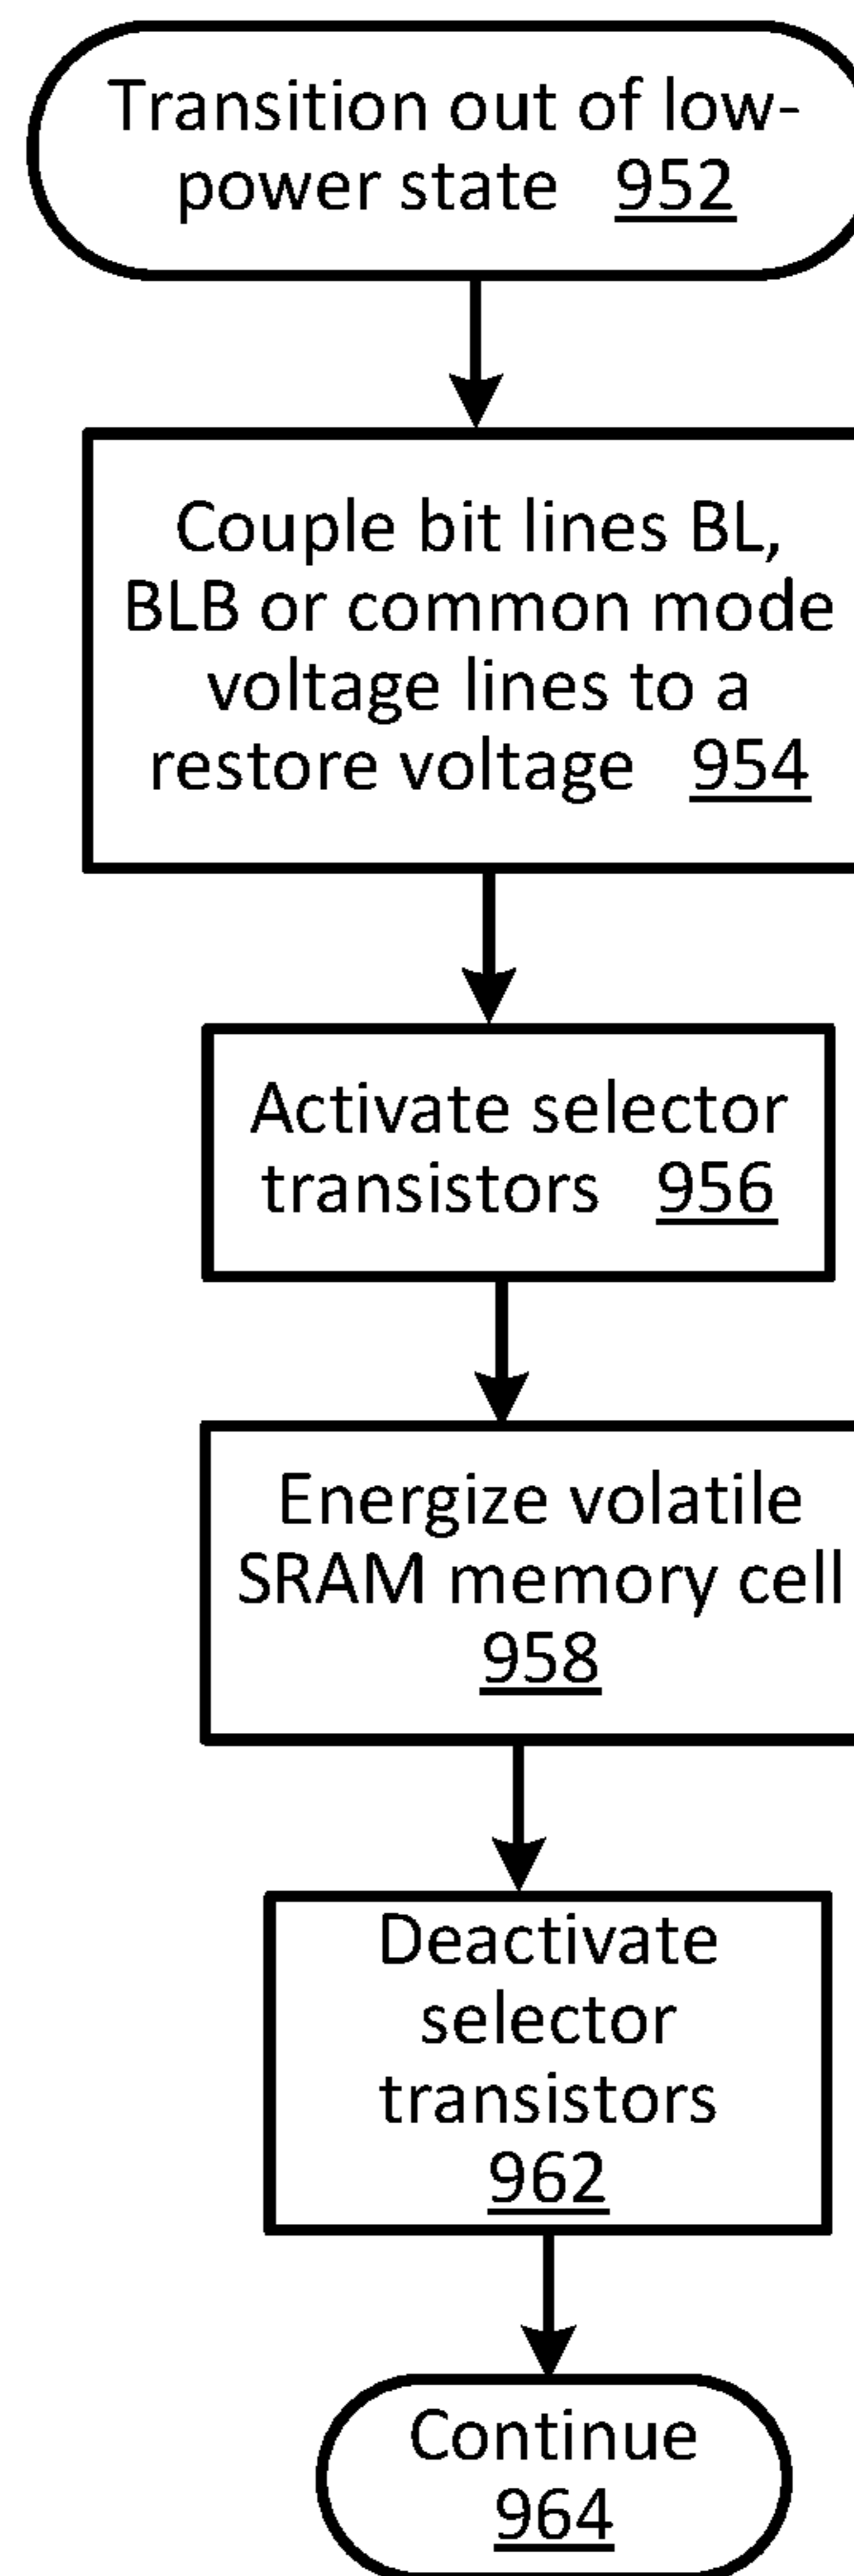 Transition out of low-
power state 952
Couple bit lines BL,
BLB or common mode
voltage lines to a
restore voltage 954
Activate selector
transistors 956
Energize volatile
SRAM memory cell
958
Deactivate
selector
transistors
962
Continue
964